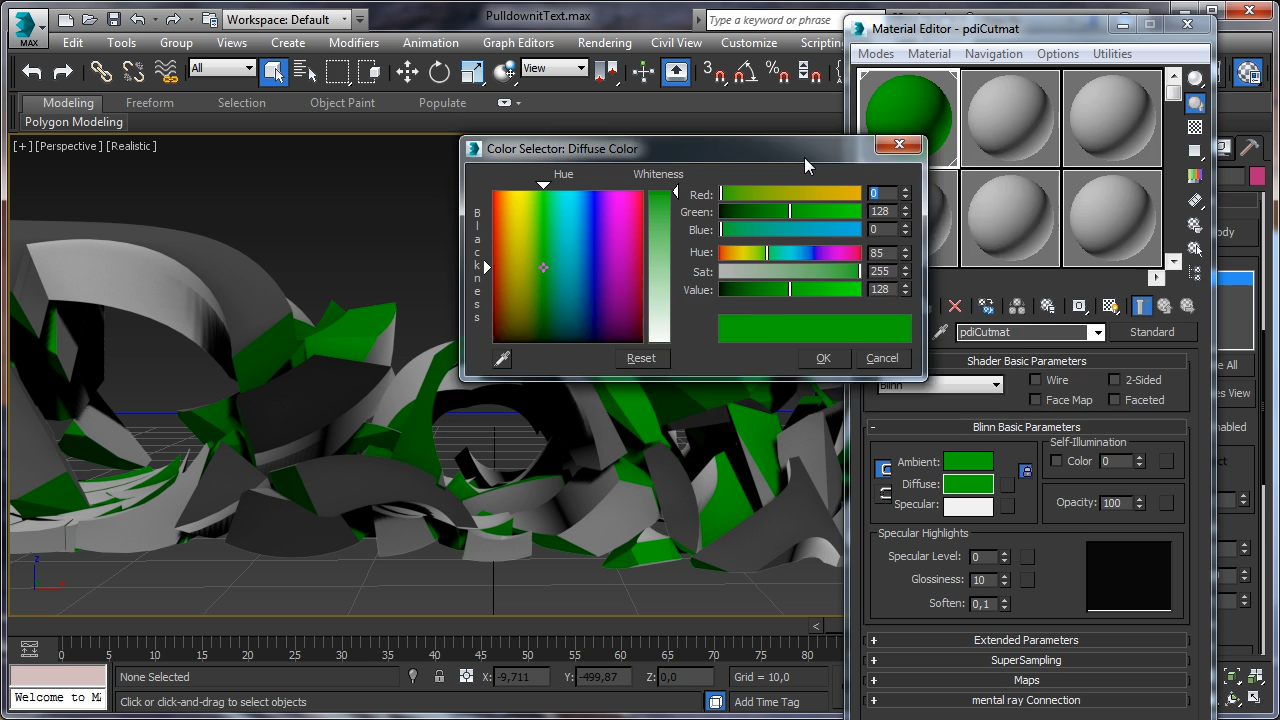 MAX
Workspace: Default
PulldownitText.max
Type a keyword or phrase
Material Editor - pdiCutmat
Edit Tools Group Views Create Modifiers Animation Graph Editors Rendering Civil View Customize Scripting
Modes Material Navigation Options Utilities
All View
Modeling Freeform Selection Object Paint Populate
Polygon Modeling
[+] [Perspective] [Realistic]
Color Selector: Diffuse Color
Hue Whiteness
Blackness
Red: 0
Green: 128
Blue: 0
Hue: 85
Sat: 255
Value: 128
Reset OK Cancel
pdiCutmat Standard
Shader Basic Parameters
Blinn Wire 2-Sided
Face Map Faceted
- Blinn Basic Parameters
Self-Illumination
Ambient: Color 0
Diffuse:
Specular: Opacity: 100
Specular Highlights
Specular Level: 0
Glossiness: 10
Soften: 0,1
+ Extended Parameters
+ SuperSampling
+ Maps
+ mental ray Connection
<
0 5 10 15 20 25 30 35 40 45 50 55 60 65 70 75 80
None Selected X: -9,711 Y: -499,87 Z: 0,0 Grid = 10,0
Welcome to M
Click or click-and-drag to select objects Add Time Tag
z
x